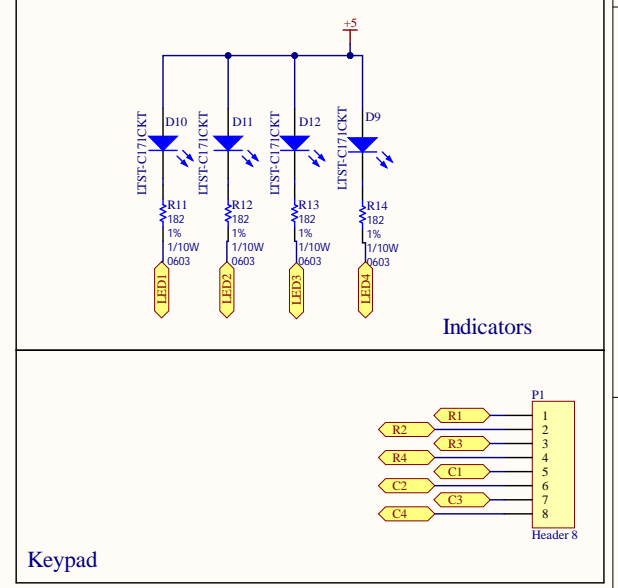 +5
D10
D11
D12
D9
LTST-C171CKT
LTST-C171CKT
LTST-C171CKT
LTST-C171CKT
R11
182
1%
1/10W
0603
R12
182
1%
1/10W
0603
R13
182
1%
1/10W
0603
R14
182
1%
1/10W
0603
LED1
LED2
LED3
LED4
Indicators
P1
R1
1
R2
2
R3
3
R4
4
C1
5
C2
6
C3
7
C4
8
Header 8
Keypad